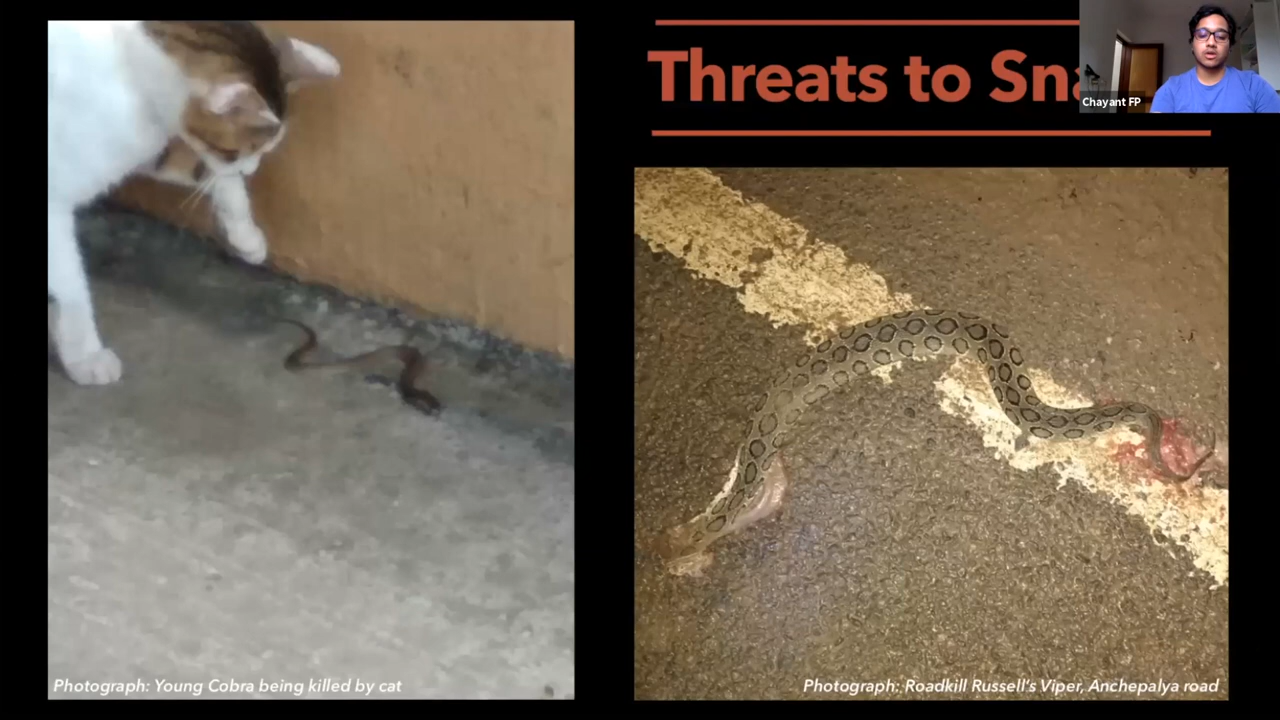 Threats to Sna
Chayant FP
Photograph: Young Cobra being killed by cat
Photograph: Roadkill Russell's Viper, Anchepalya road